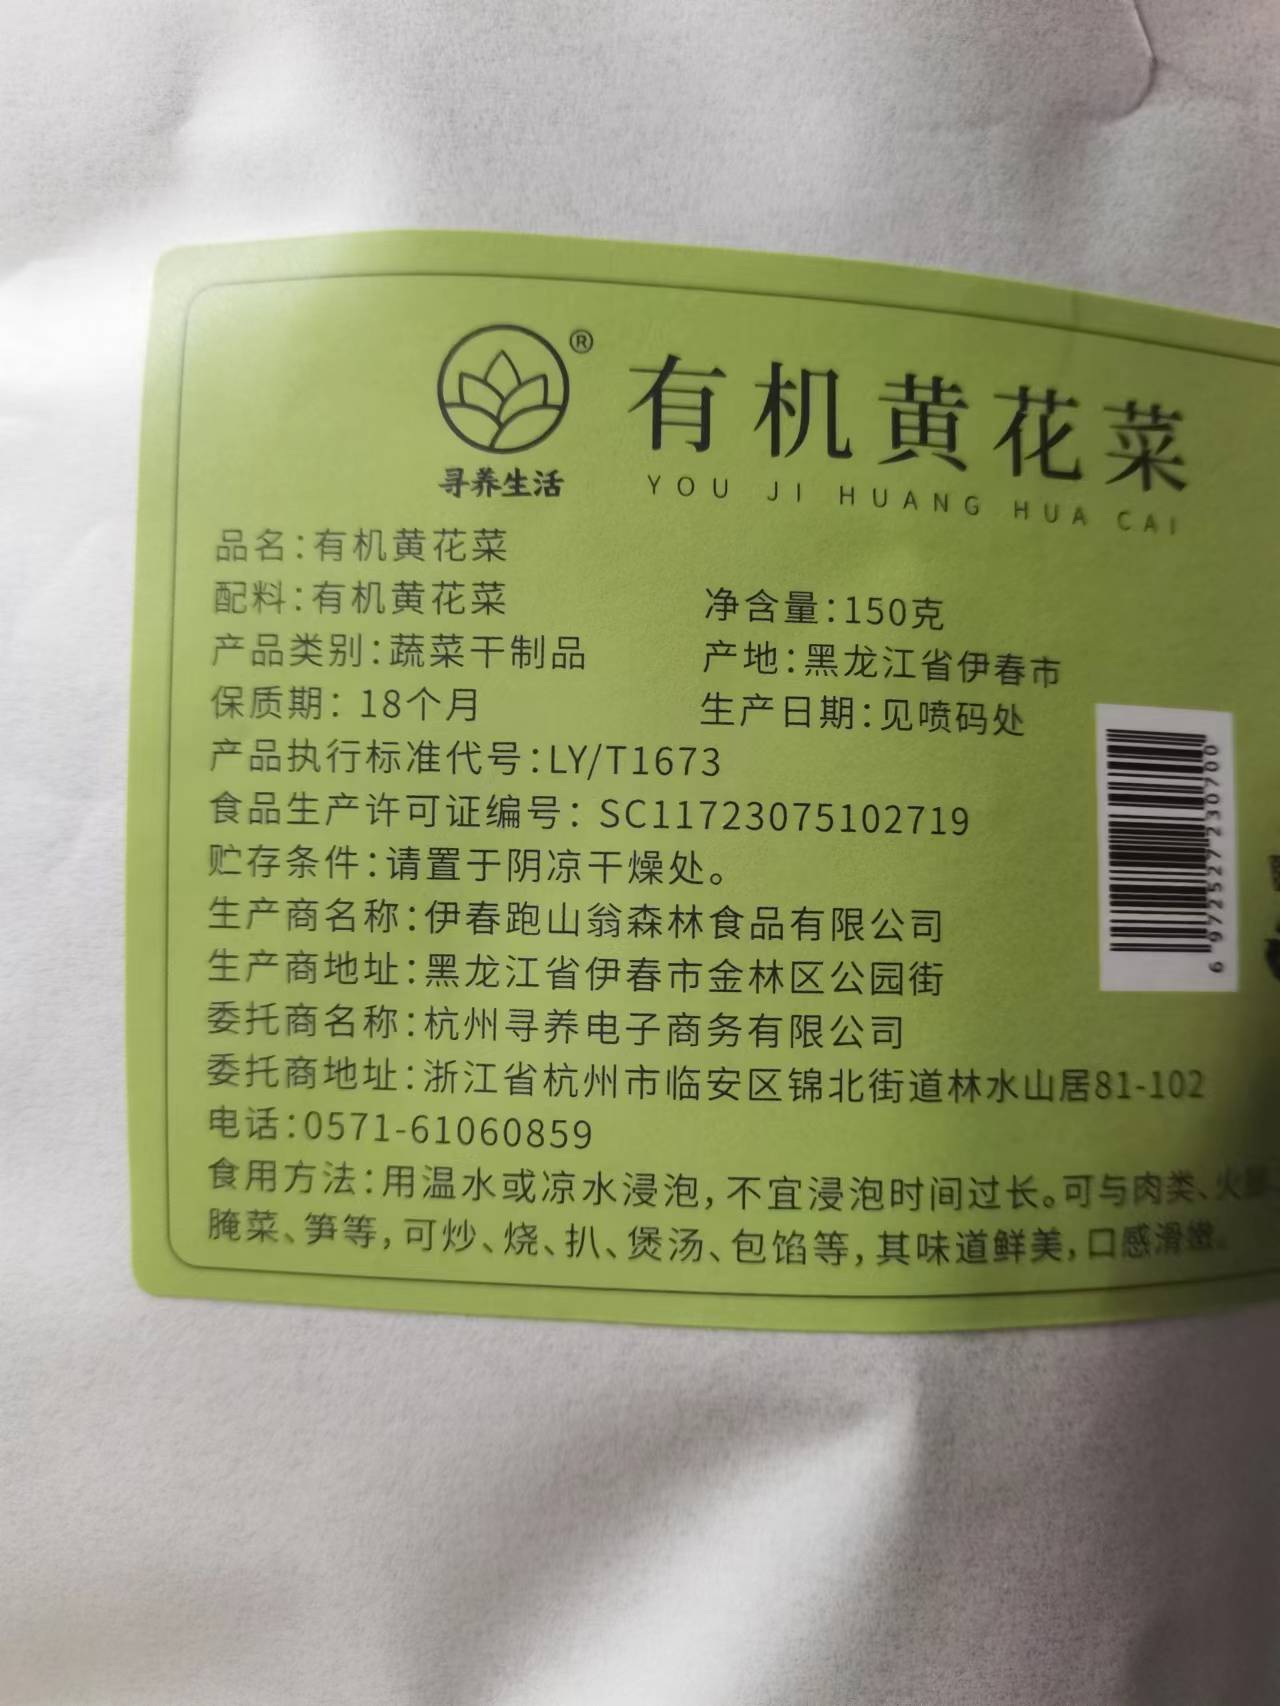 ®
寻养生活
有机黄花菜
YOU JI HUANG HUA CAI
品名：有机黄花菜
配料：有机黄花菜
净含量：150克
产品类别：蔬菜干制品
产地：黑龙江省伊春市
保质期： 18个月
生产日期：见喷码处
产品执行标准代号：LY/T1673
食品生产许可证编号： SC11723075102719
贮存条件：请置于阴凉干燥处。
生产商名称：伊春跑山翁森林食品有限公司
生产商地址：黑龙江省伊春市金林区公园街
委托商名称：杭州寻养电子商务有限公司
委托商地址：浙江省杭州市临安区锦北街道林水山居81-102
电话：0571-61060859
食用方法：用温水或凉水浸泡，不宜浸泡时间过长。可与肉类、火腿、
腌菜、笋等，可炒、烧、扒、煲汤、包馅等，其味道鲜美，口感滑嫩。
6 972527 230700